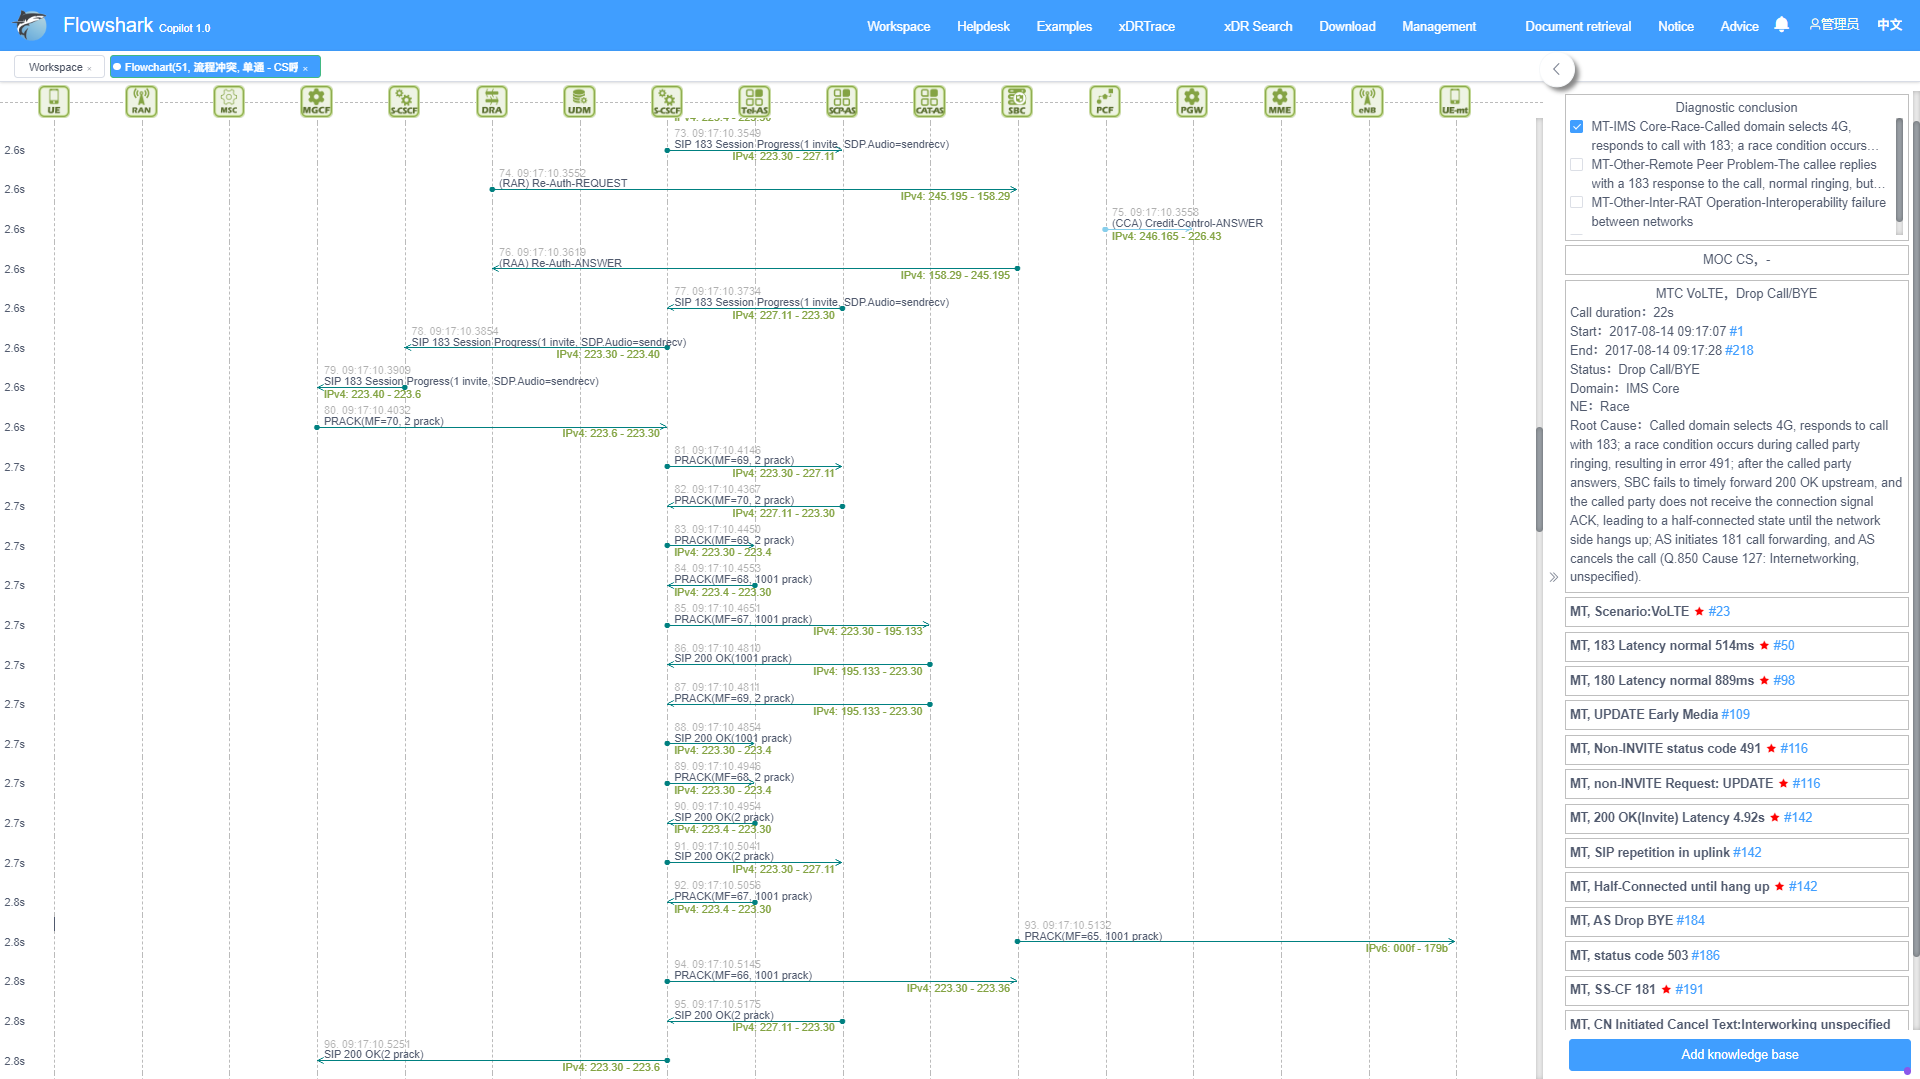 Flowshark Copilot 1.0
Workspace Helpdesk Examples xDRTrace xDR Search Download Management Document retrieval Notice Advice 管理员 中文
Workspace × Flowchart(51, 流程冲突, 单通 - CS呼 ×
UE RAN MSC MGCF S-CSCF DRA UDM S-CSCF Tel-AS SCP-AS CAT-AS SBC PCF PGW MME eNB UE-mt
IPv4: 223.4 - 223.30
73. 09:17:10.3549
2.6s SIP 183 Session Progress(1 invite, SDP.Audio=sendrecv)
IPv4: 223.30 - 227.11
74. 09:17:10.3552
2.6s (RAR) Re-Auth-REQUEST
IPv4: 245.195 - 158.29
75. 09:17:10.3558
2.6s (CCA) Credit-Control-ANSWER
IPv4: 246.165 - 226.43
76. 09:17:10.3619
2.6s (RAA) Re-Auth-ANSWER
IPv4: 158.29 - 245.195
77. 09:17:10.3734
2.6s SIP 183 Session Progress(1 invite, SDP.Audio=sendrecv)
IPv4: 227.11 - 223.30
78. 09:17:10.3854
2.6s SIP 183 Session Progress(1 invite, SDP.Audio=sendrecv)
IPv4: 223.30 - 223.40
79. 09:17:10.3909
2.6s SIP 183 Session Progress(1 invite, SDP.Audio=sendrecv)
IPv4: 223.40 - 223.6
80. 09:17:10.4032
2.6s PRACK(MF=70, 2 prack)
IPv4: 223.6 - 223.30
81. 09:17:10.4146
2.7s PRACK(MF=69, 2 prack)
IPv4: 223.30 - 227.11
82. 09:17:10.4367
2.7s PRACK(MF=70, 2 prack)
IPv4: 227.11 - 223.30
83. 09:17:10.4450
2.7s PRACK(MF=69, 2 prack)
IPv4: 223.30 - 223.4
84. 09:17:10.4553
2.7s PRACK(MF=68, 1001 prack)
IPv4: 223.4 - 223.30
85. 09:17:10.4651
2.7s PRACK(MF=67, 1001 prack)
IPv4: 223.30 - 195.133
86. 09:17:10.4810
2.7s SIP 200 OK(1001 prack)
IPv4: 195.133 - 223.30
87. 09:17:10.4811
2.7s PRACK(MF=69, 2 prack)
IPv4: 195.133 - 223.30
88. 09:17:10.4854
2.7s SIP 200 OK(1001 prack)
IPv4: 223.30 - 223.4
89. 09:17:10.4946
2.7s PRACK(MF=68, 2 prack)
IPv4: 223.30 - 223.4
90. 09:17:10.4954
2.7s SIP 200 OK(2 prack)
IPv4: 223.4 - 223.30
91. 09:17:10.5041
2.7s SIP 200 OK(2 prack)
IPv4: 223.30 - 227.11
92. 09:17:10.5056
2.8s PRACK(MF=67, 1001 prack)
IPv4: 223.4 - 223.30
93. 09:17:10.5132
2.8s PRACK(MF=65, 1001 prack)
IPv6: 000f - 179b
94. 09:17:10.5145
2.8s PRACK(MF=66, 1001 prack)
IPv4: 223.30 - 223.36
95. 09:17:10.5175
2.8s SIP 200 OK(2 prack)
IPv4: 227.11 - 223.30
96. 09:17:10.5251
2.8s SIP 200 OK(2 prack)
IPv4: 223.30 - 223.6
Diagnostic conclusion
MT-IMS Core-Race-Called domain selects 4G,
responds to call with 183; a race condition occurs…
MT-Other-Remote Peer Problem-The callee replies
with a 183 response to the call, normal ringing, but…
MT-Other-Inter-RAT Operation-Interoperability failure
between networks
MOC CS， -
MTC VoLTE，Drop Call/BYE
Call duration：22s
Start：2017-08-14 09:17:07 #1
End：2017-08-14 09:17:28 #218
Status：Drop Call/BYE
Domain：IMS Core
NE：Race
Root Cause：Called domain selects 4G, responds to call
with 183; a race condition occurs during called party
ringing, resulting in error 491; after the called party
answers, SBC fails to timely forward 200 OK upstream, and
the called party does not receive the connection signal
ACK, leading to a half-connected state until the network
side hangs up; AS initiates 181 call forwarding, and AS
cancels the call (Q.850 Cause 127: Internetworking,
unspecified).
MT, Scenario:VoLTE ★ #23
MT, 183 Latency normal 514ms ★ #50
MT, 180 Latency normal 889ms ★ #98
MT, UPDATE Early Media #109
MT, Non-INVITE status code 491 ★ #116
MT, non-INVITE Request: UPDATE ★ #116
MT, 200 OK(Invite) Latency 4.92s ★ #142
MT, SIP repetition in uplink #142
MT, Half-Connected until hang up ★ #142
MT, AS Drop BYE #184
MT, status code 503 #186
MT, SS-CF 181 ★ #191
MT, CN Initiated Cancel Text:Interworking unspecified
Add knowledge base